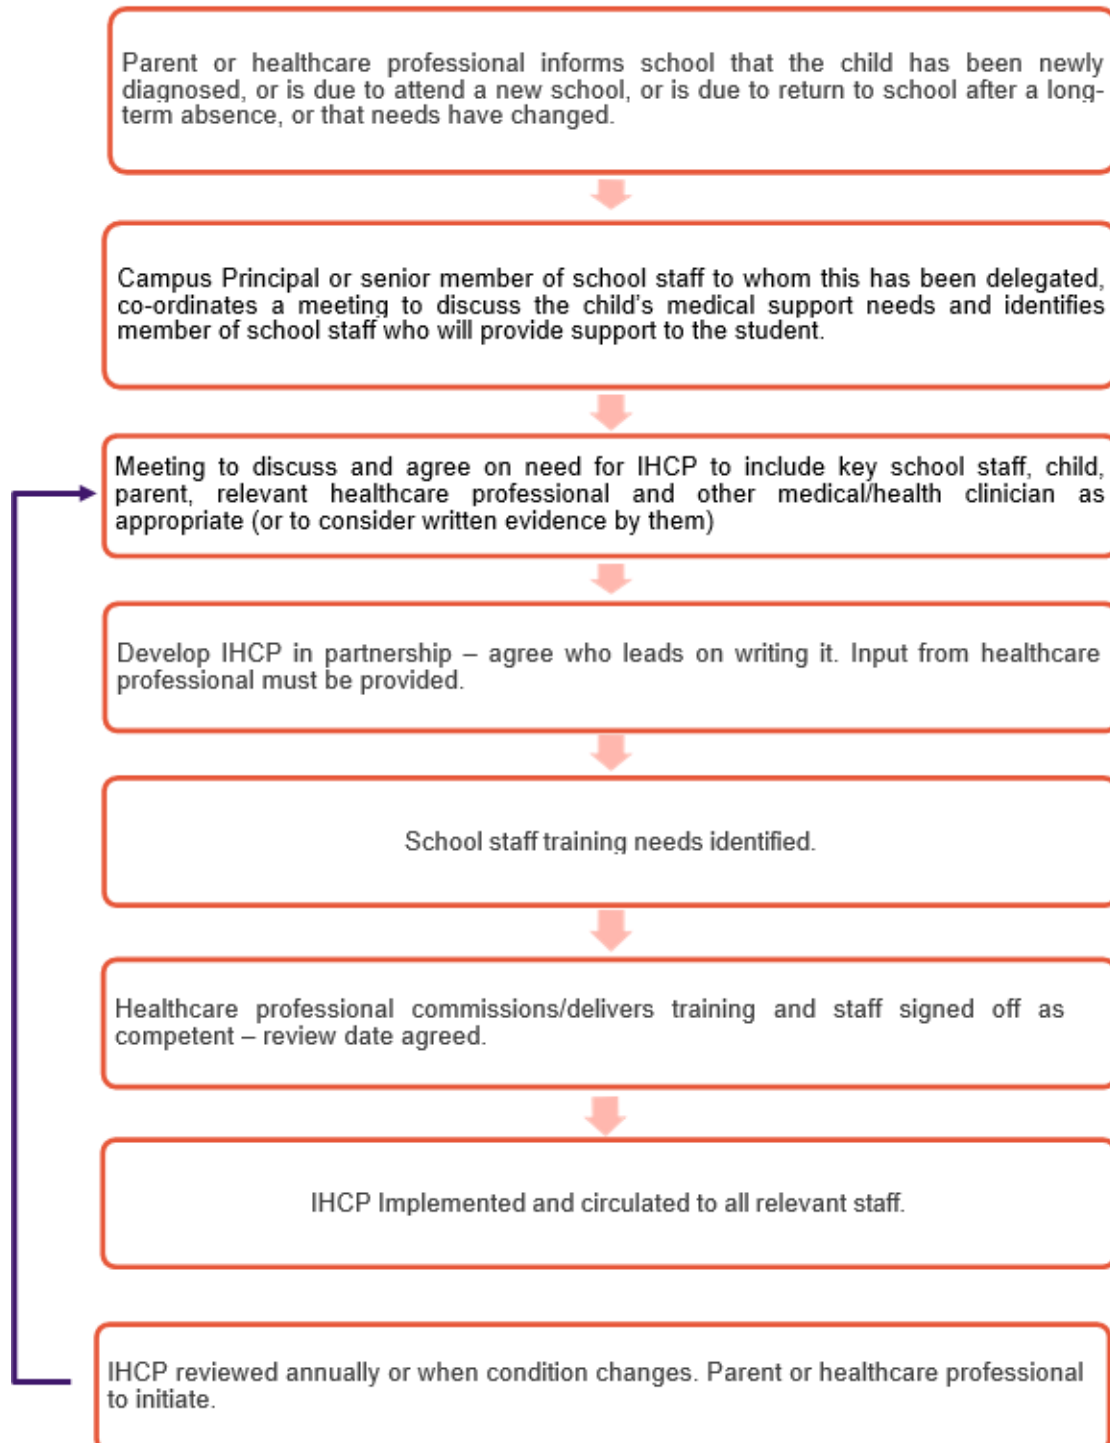 Parent or healthcare professional informs school that the child has been newly
diagnosed, or is due to attend a new school, or is due to return to school after a long-
term absence, or that needs have changed.
Campus Principal or senior member of school staff to whom this has been delegated,
co-ordinates a meeting to discuss the child's medical support needs and identifies
member of school staff who will provide support to the student.
Meeting to discuss and agree on need for IHCP to include key school staff, child,
parent, relevant healthcare professional and other medical/health clinician as
appropriate (or to consider written evidence by them)
Develop IHCP in partnership – agree who leads on writing it. Input from healthcare
professional must be provided.
School staff training needs identified.
Healthcare professional commissions/delivers training and staff signed off as
competent – review date agreed.
IHCP Implemented and circulated to all relevant staff.
IHCP reviewed annually or when condition changes. Parent or healthcare professional
to initiate.